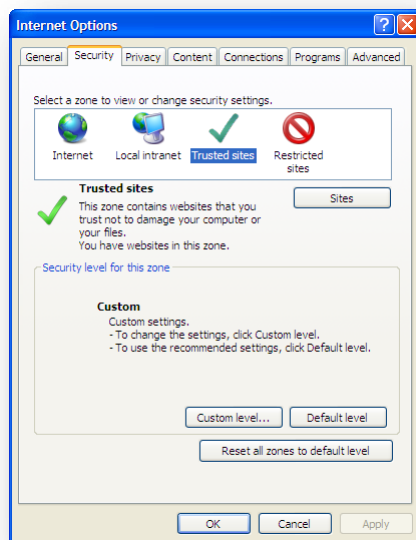 Internet Options
General Security Privacy Content Connections Programs Advanced
Select a zone to view or change security settings.
Internet Local intranet Trusted sites Restricted
sites
Trusted sites
Sites
This zone contains websites that you
trust not to damage your computer or
your files.
You have websites in this zone.
Security level for this zone
Custom
Custom settings.
- To change the settings, click Custom level.
- To use the recommended settings, click Default level.
Custom level... Default level
Reset all zones to default level
OK Cancel Apply